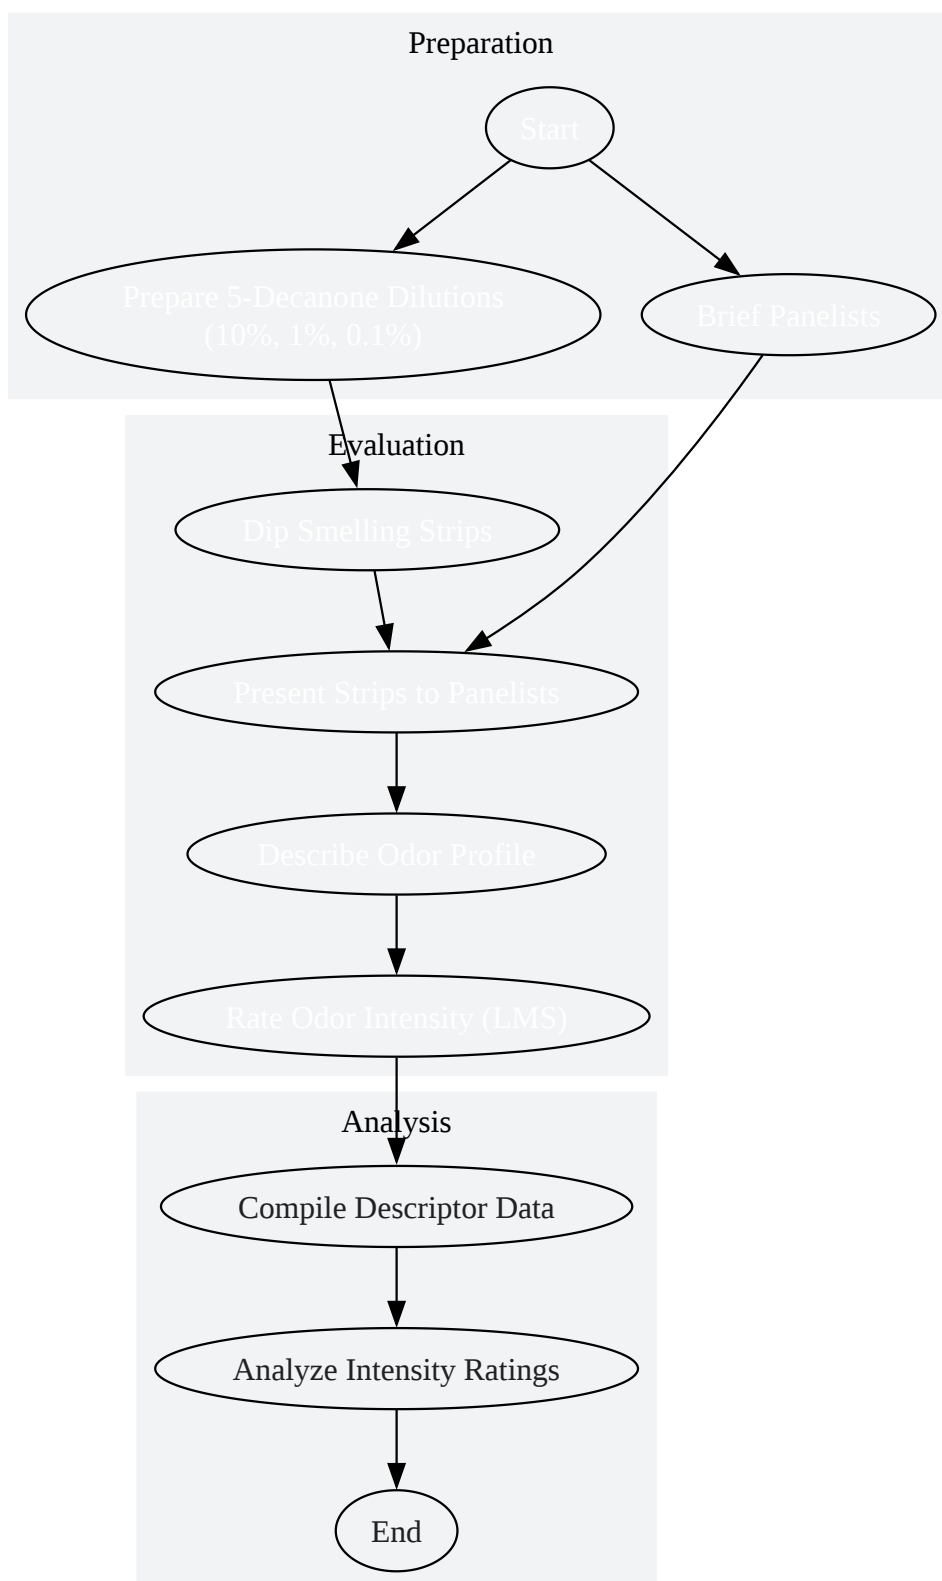 Preparation
Start
Prepare 5-Decanone Dilutions
(10%, 1%, 0.1%)
Brief Panelists
Evaluation
Dip Smelling Strips
Present Strips to Panelists
Describe Odor Profile
Rate Odor Intensity (LMS)
Analysis
Compile Descriptor Data
Analyze Intensity Ratings
End